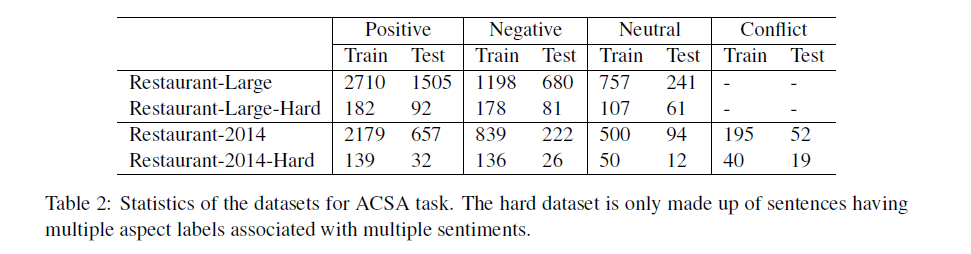 Positive Negative Neutral Conflict
Train Test Train Test Train Test Train Test
Restaurant-Large 2710 1505 1198 680 757 241 - -
Restaurant-Large-Hard 182 92 178 81 107 61 - -
Restaurant-2014 2179 657 839 222 500 94 195 52
Restaurant-2014-Hard 139 32 136 26 50 12 40 19
Table 2: Statistics of the datasets for ACSA task. The hard dataset is only made up of sentences having
multiple aspect labels associated with multiple sentiments.